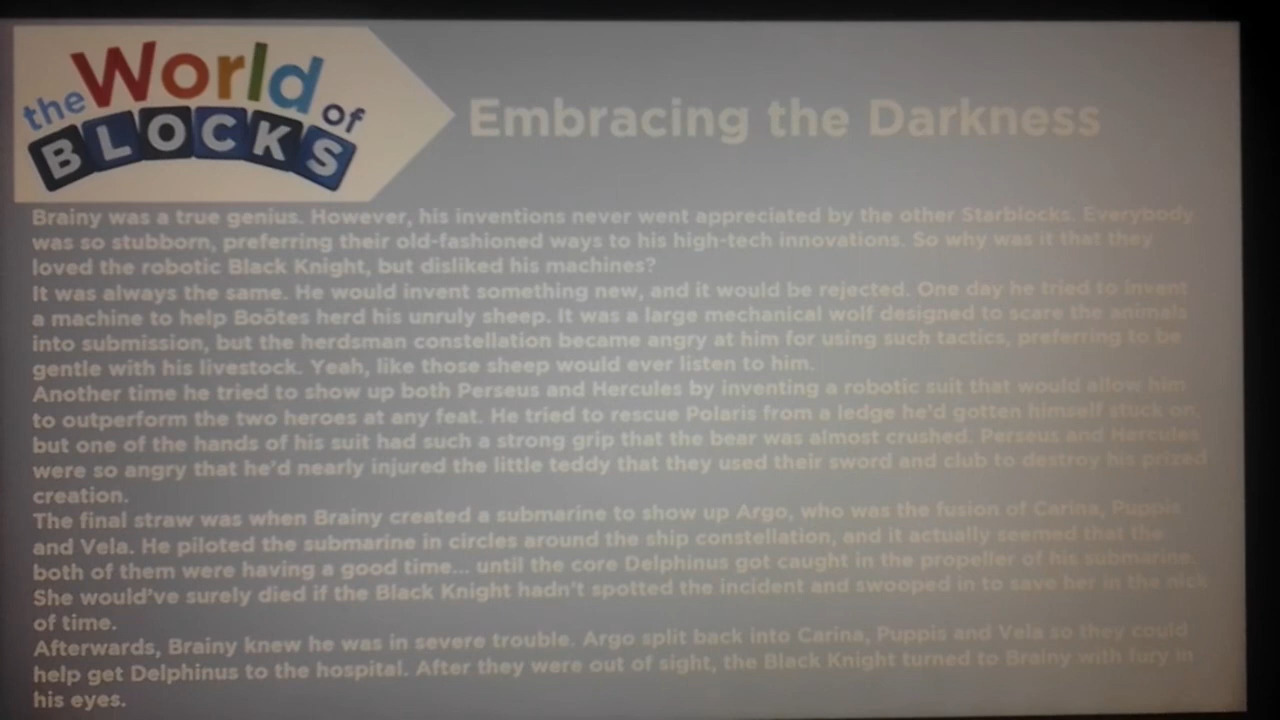 the World of
BLOCKS
Embracing the Darkness
Brainy was a true genius. However, his inventions never went appreciated by the other Starblocks. Everybody
was so stubborn, preferring their old-fashioned ways to his high-tech innovations. So why was it that they
loved the robotic Black Knight, but disliked his machines?
It was always the same. He would invent something new, and it would be rejected. One day he tried to invent
a machine to help Boötes herd his unruly sheep. It was a large mechanical wolf designed to scare the animals
into submission, but the herdsman constellation became angry at him for using such tactics, preferring to be
gentle with his livestock. Yeah, like those sheep would ever listen to him.
Another time he tried to show up both Perseus and Hercules by inventing a robotic suit that would allow him
to outperform the two heroes at any feat. He tried to rescue Polaris from a ledge he'd gotten himself stuck on,
but one of the hands of his suit had such a strong grip that the bear was almost crushed. Perseus and Hercules
were so angry that he'd nearly injured the little teddy that they used their sword and club to destroy his prized
creation.
The final straw was when Brainy created a submarine to show up Argo, who was the fusion of Carina, Puppis
and Vela. He piloted the submarine in circles around the ship constellation, and it actually seemed that the
both of them were having a good time... until the core Delphinus got caught in the propeller of his submarine.
She would've surely died if the Black Knight hadn't spotted the incident and swooped in to save her in the nick
of time.
Afterwards, Brainy knew he was in severe trouble. Argo split back into Carina, Puppis and Vela so they could
help get Delphinus to the hospital. After they were out of sight, the Black Knight turned to Brainy with fury in
his eyes.